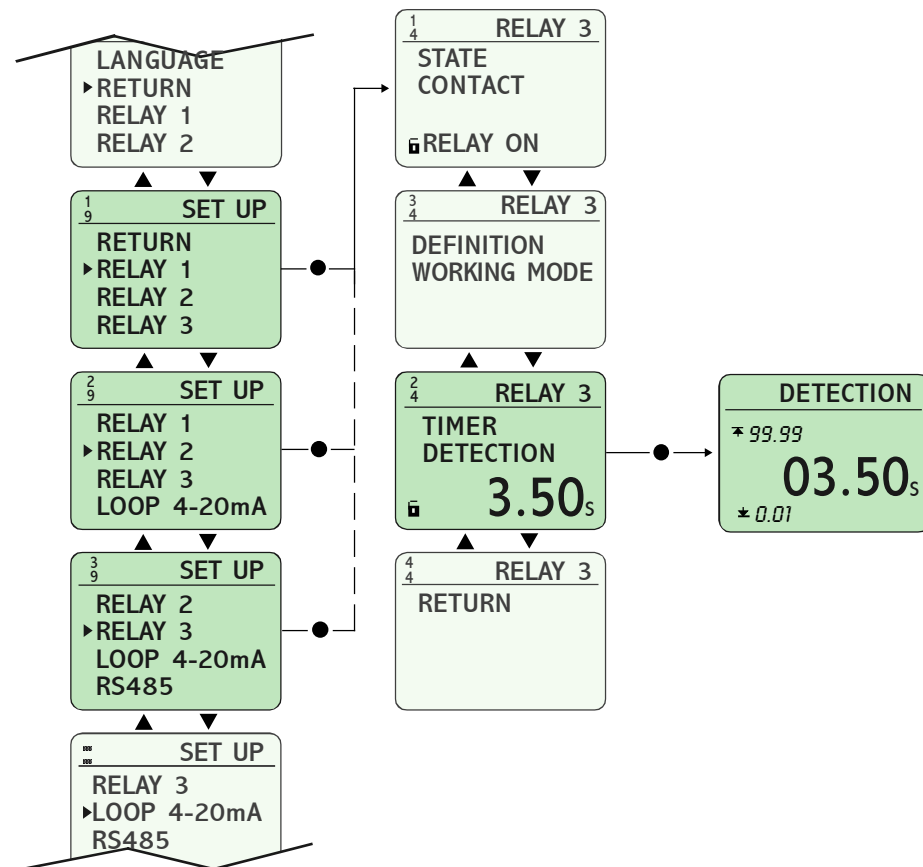 LANGUAGE
RETURN
RELAY 1
RELAY 2
1/9 SET UP
RETURN
RELAY 1
RELAY 2
RELAY 3
2/9 SET UP
RELAY 1
RELAY 2
RELAY 3
LOOP 4-20mA
3/9 SET UP
RELAY 2
RELAY 3
LOOP 4-20mA
RS485
SET UP
RELAY 3
LOOP 4-20mA
RS485
1/4 RELAY 3
STATE
CONTACT
RELAY ON
3/4 RELAY 3
DEFINITION
WORKING MODE
2/4 RELAY 3
TIMER
DETECTION
3.50s
4/4 RELAY 3
RETURN
DETECTION
99.99
03.50s
0.01